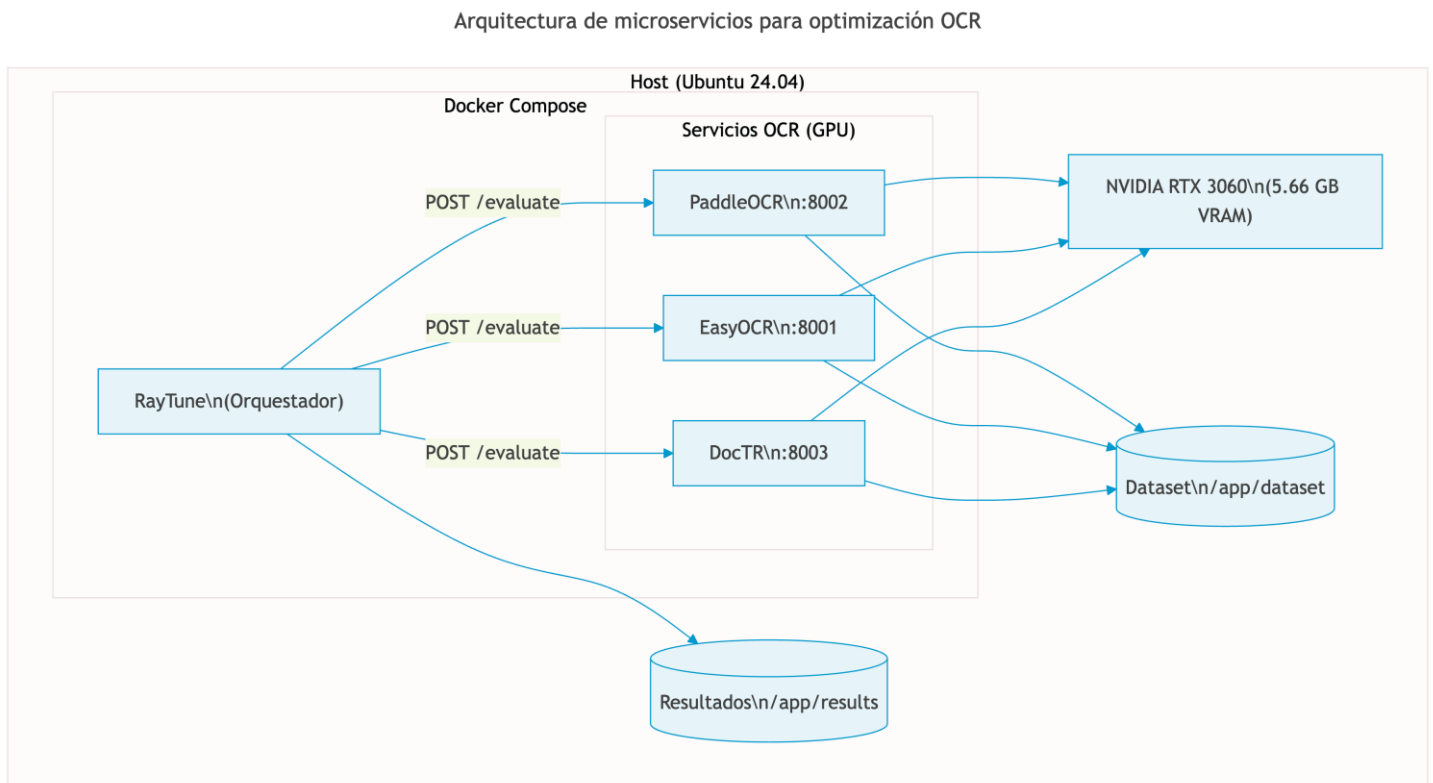 Arquitectura de microservicios para optimización OCR
Host (Ubuntu 24.04)
Docker Compose
Servicios OCR (GPU)
POST /evaluate
PaddleOCR\n:8002
NVIDIA RTX 3060\n(5.66 GB
VRAM)
POST /evaluate
EasyOCR\n:8001
RayTune\n(Orquestador)
POST /evaluate
DocTR\n:8003
Dataset\n/app/dataset
Resultados\n/app/results